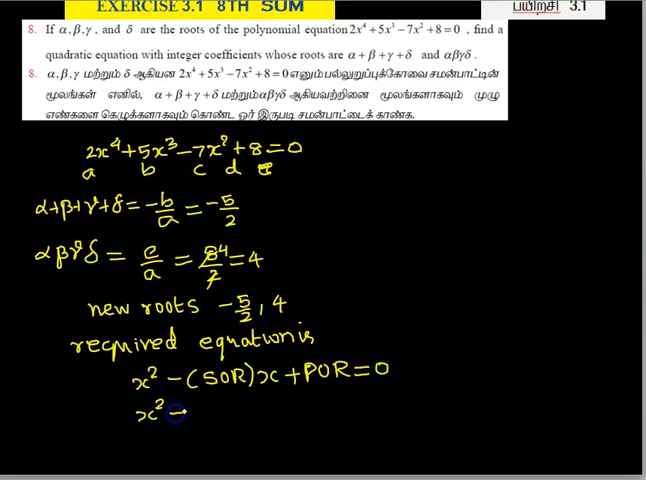 EXERCISE 3.1 8TH SUM
பயிற்சி 3.1
8. If α, β, γ, and δ are the roots of the polynomial equation 2x⁴ + 5x³ − 7x² + 8 = 0 , find a
quadratic equation with integer coefficients whose roots are α + β + γ + δ and αβγδ.
8. α, β, γ மற்றும் δ ஆகியன 2x⁴ + 5x³ − 7x² + 8 = 0 எனும் பல்லுறுப்புக்கோவை சமன்பாட்டின்
மூலங்கள் எனில், α + β + γ + δ மற்றும் αβγδ ஆகியவற்றினை மூலங்களாகவும் முழு
எண்களை கெழுக்களாகவும் கொண்ட ஓர் இருபடி சமன்பாட்டைக் காண்க.
2x⁴+5x³−7x²+8=0
a b c d e
α+β+γ+δ = −b/a = −5/2
αβγδ = e/a = 8 4/2 = 4
new roots −5/2, 4
required equation is
x² − (SOR)x + POR = 0
x² −